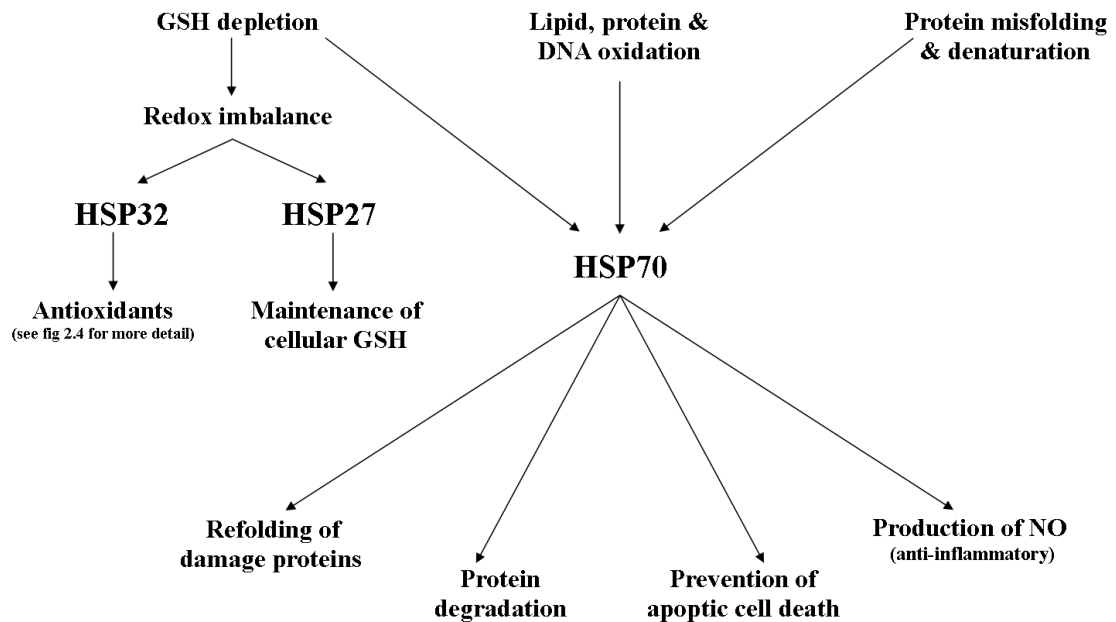 GSH depletion
Lipid, protein &
DNA oxidation
Protein misfolding
& denaturation
Redox imbalance
HSP32
HSP27
HSP70
Antioxidants
(see fig 2.4 for more detail)
Maintenance of
cellular GSH
Refolding of
damage proteins
Protein
degradation
Prevention of
apoptic cell death
Production of NO
(anti-inflammatory)